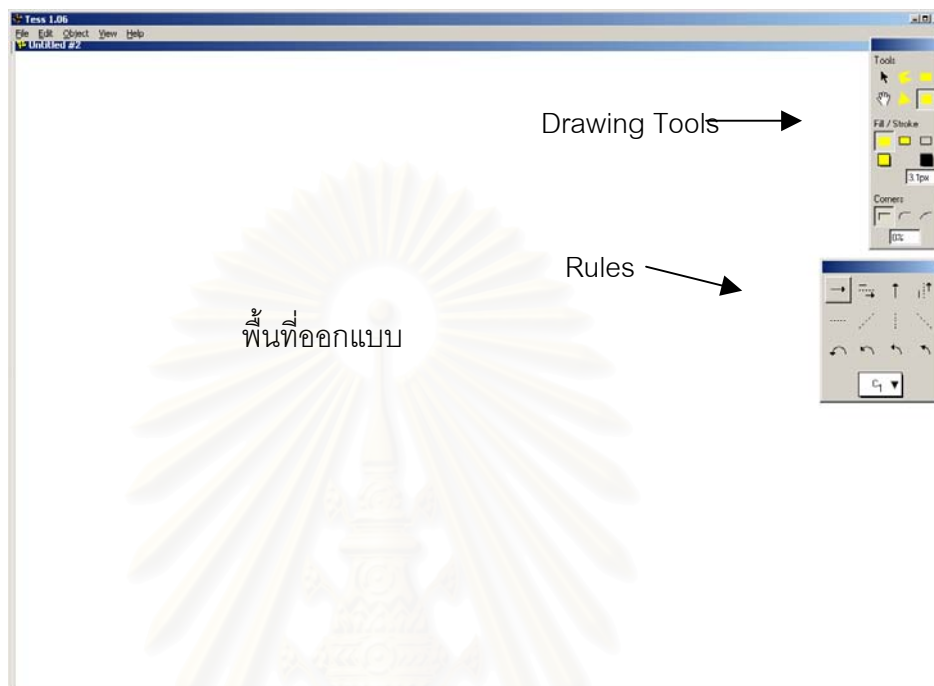 Tess 1.06
File Edit Object View Help
Untitled #2
Tools
Drawing Tools
Fill / Stroke
3.1px
Corners
0%
Rules
พื้นที่ออกแบบ
C1